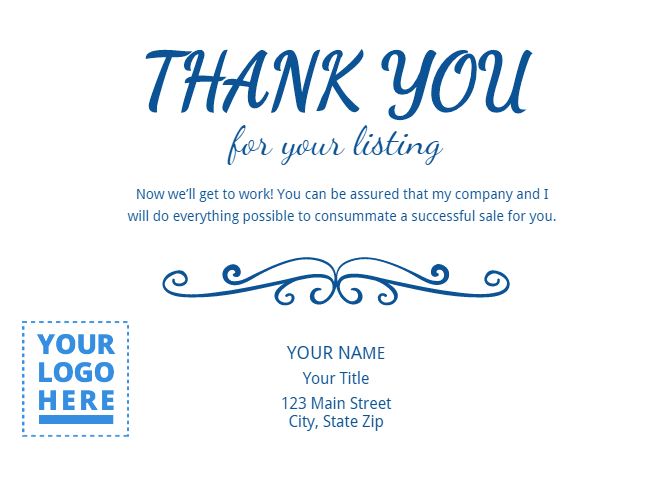 THANK YOU
for your listing
Now we’ll get to work! You can be assured that my company and I
will do everything possible to consummate a successful sale for you.
YOUR
LOGO
HERE
YOUR NAME
Your Title
123 Main Street
City, State Zip